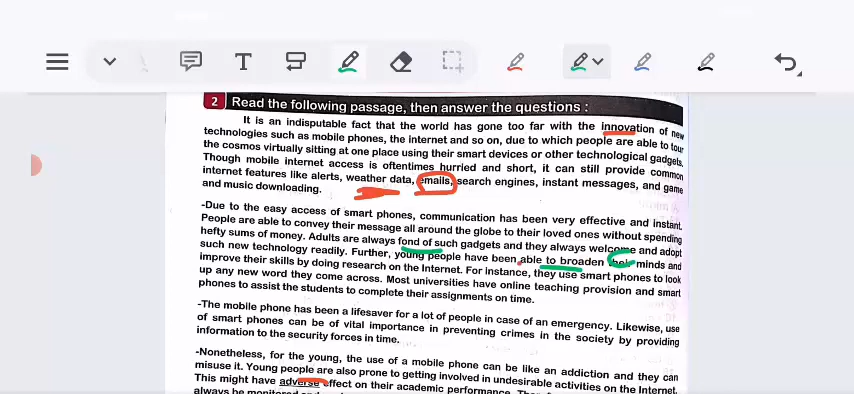 T
2 Read the following passage, then answer the questions :
It is an indisputable fact that the world has gone too far with the innovation of new
technologies such as mobile phones, the internet and so on, due to which people are able to tour
the cosmos virtually sitting at one place using their smart devices or other technological gadgets.
Though mobile internet access is oftentimes hurried and short, it can still provide common
internet features like alerts, weather data, emails, search engines, instant messages, and game
and music downloading.
-Due to the easy access of smart phones, communication has been very effective and instant.
People are able to convey their message all around the globe to their loved ones without spending
hefty sums of money. Adults are always fond of such gadgets and they always welcome and adopt
such new technology readily. Further, young people have been able to broaden their minds and
improve their skills by doing research on the Internet. For instance, they use smart phones to look
up any new word they come across. Most universities have online teaching provision and smart
phones to assist the students to complete their assignments on time.
-The mobile phone has been a lifesaver for a lot of people in case of an emergency. Likewise, use
of smart phones can be of vital importance in preventing crimes in the society by providing
information to the security forces in time.
-Nonetheless, for the young, the use of a mobile phone can be like an addiction and they can
misuse it. Young people are also prone to getting involved in undesirable activities on the Internet.
This might have adverse effect on their academic performance.
always be monitored